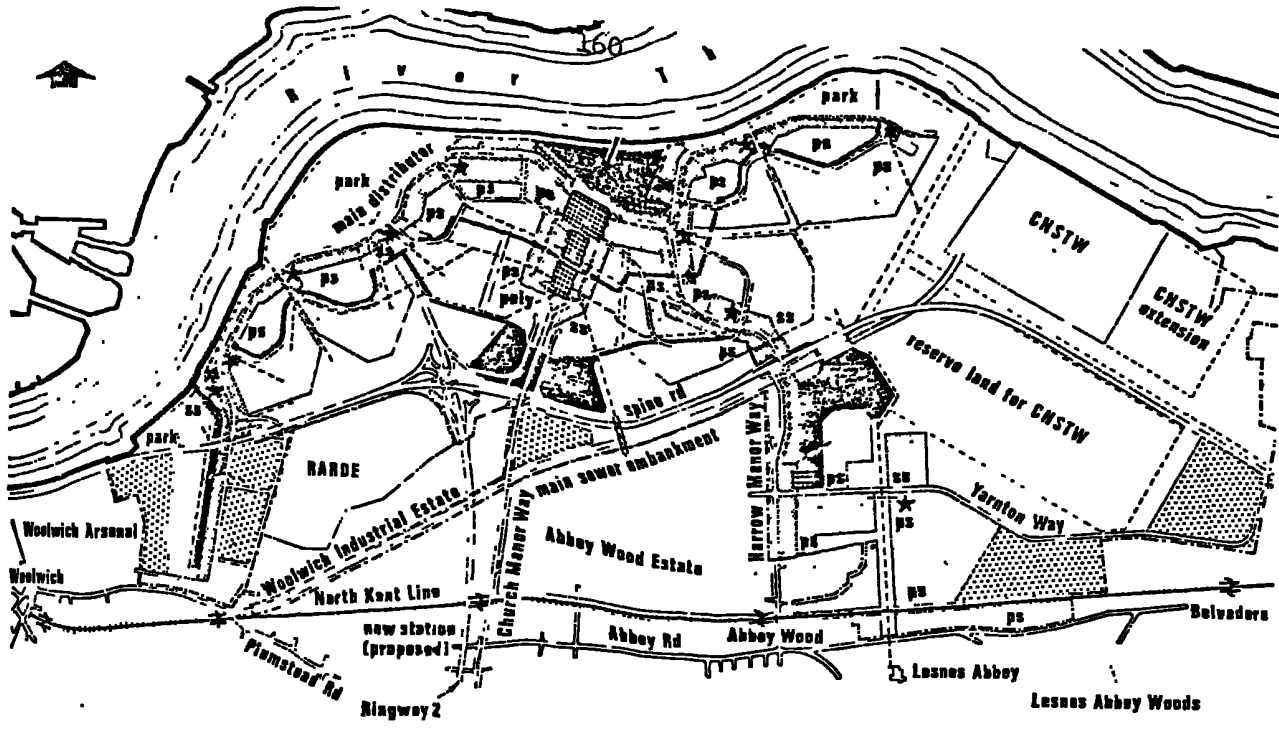 160
River Th
park
ps
ps
park
main distributor
ps
ps
ps
ps
CNSTW
ps
ps
poly
ps
ps
CNSTW
extension
ps
ss
ss
ps
reserve land for CNSTW
ss
park
Spine rd
RARDE
main sewer embankment
Harrow Manor Way
ps
ss
ps
Yarnton Way
Woolwich Arsenal
Woolwich Industrial Estate
Church Manor Way
Abbey Wood Estate
ps
Woolwich
North Kent Line
ps
ps
Belvedere
new station
(proposed)
Abbey Rd
Abbey Wood
Plumstead Rd
Lesnes Abbey
Ringway 2
Lesnes Abbey Woods